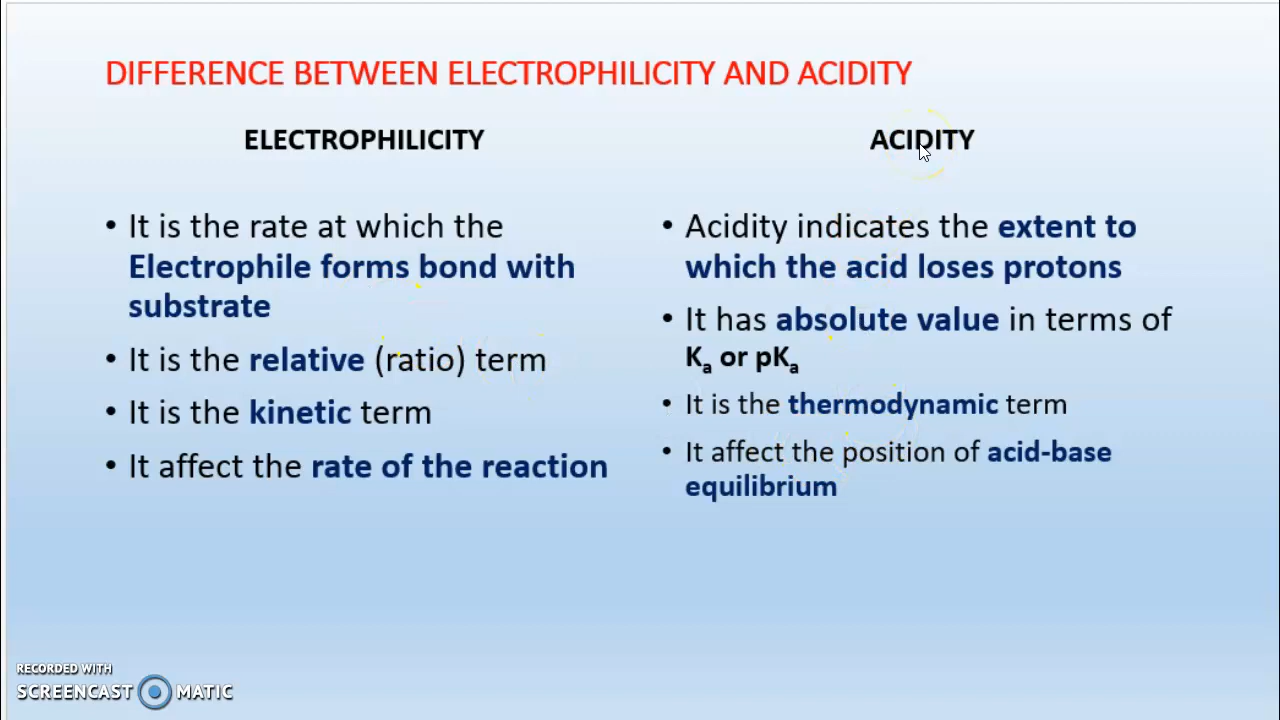 DIFFERENCE BETWEEN ELECTROPHILICITY AND ACIDITY
ELECTROPHILICITY
• It is the rate at which the
Electrophile forms bond with
substrate
• It is the relative (ratio) term
• It is the kinetic term
• It affect the rate of the reaction
ACIDITY
• Acidity indicates the extent to
which the acid loses protons
• It has absolute value in terms of
Ka or pKa
• It is the thermodynamic term
• It affect the position of acid-base
equilibrium
RECORDED WITH
SCREENCAST MATIC